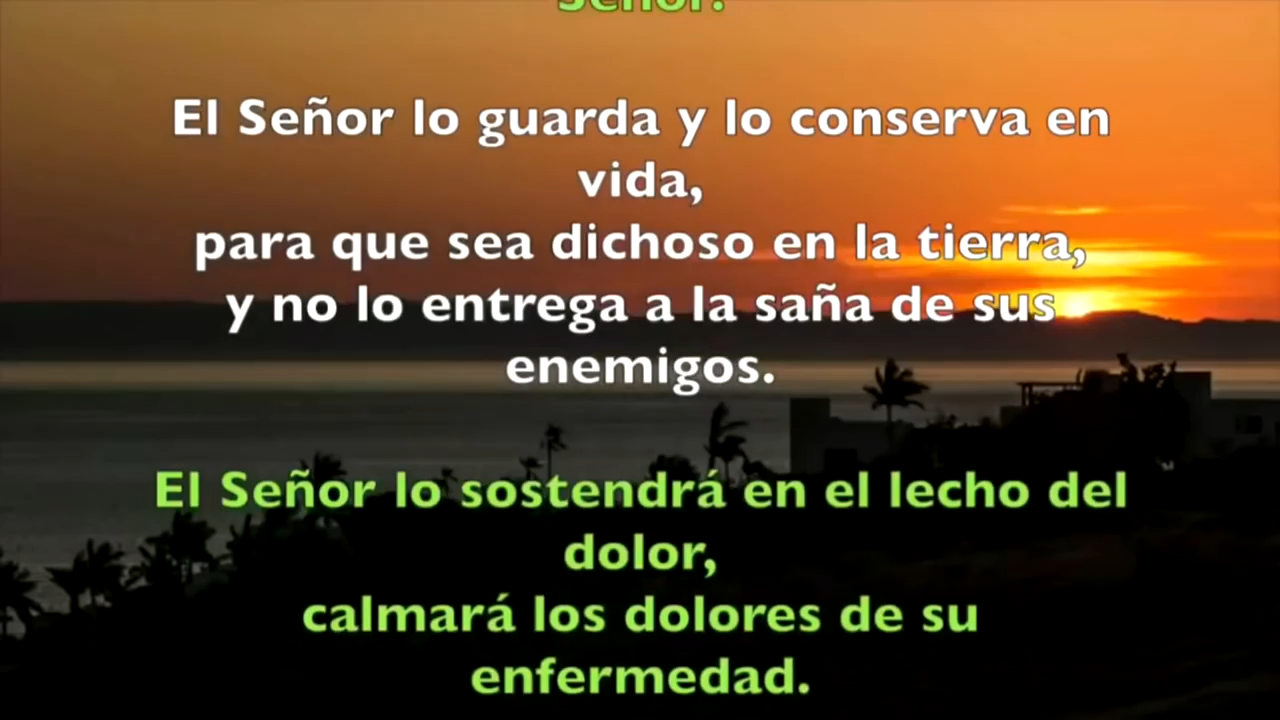 Señor.
El Señor lo guarda y lo conserva en
vida,
para que sea dichoso en la tierra,
y no lo entrega a la saña de sus
enemigos.
El Señor lo sostendrá en el lecho del
dolor,
calmará los dolores de su
enfermedad.